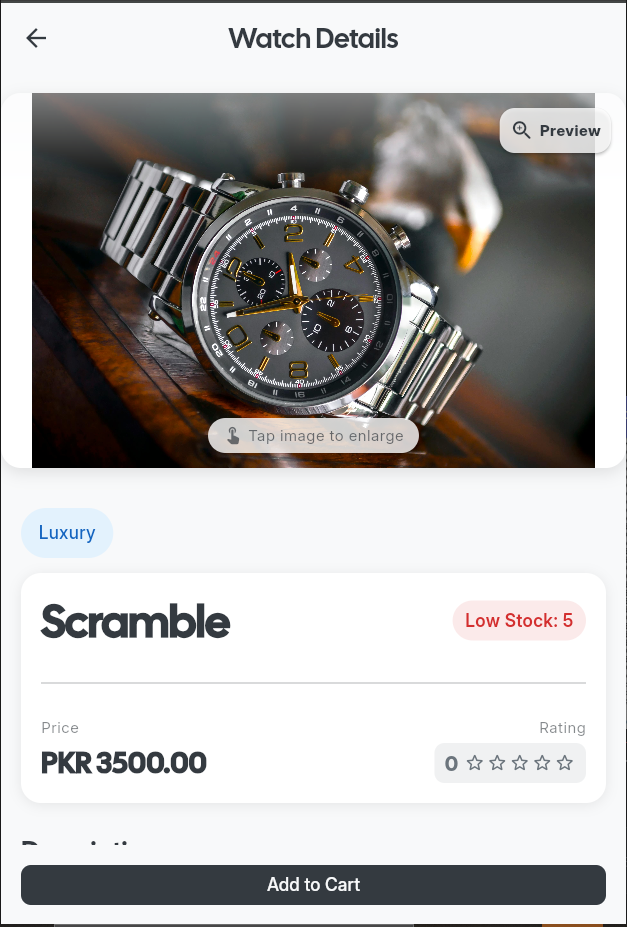 Watch Details
Preview
Tap image to enlarge
Luxury
Scramble
Low Stock: 5
Price
Rating
PKR 3500.00
0
Add to Cart